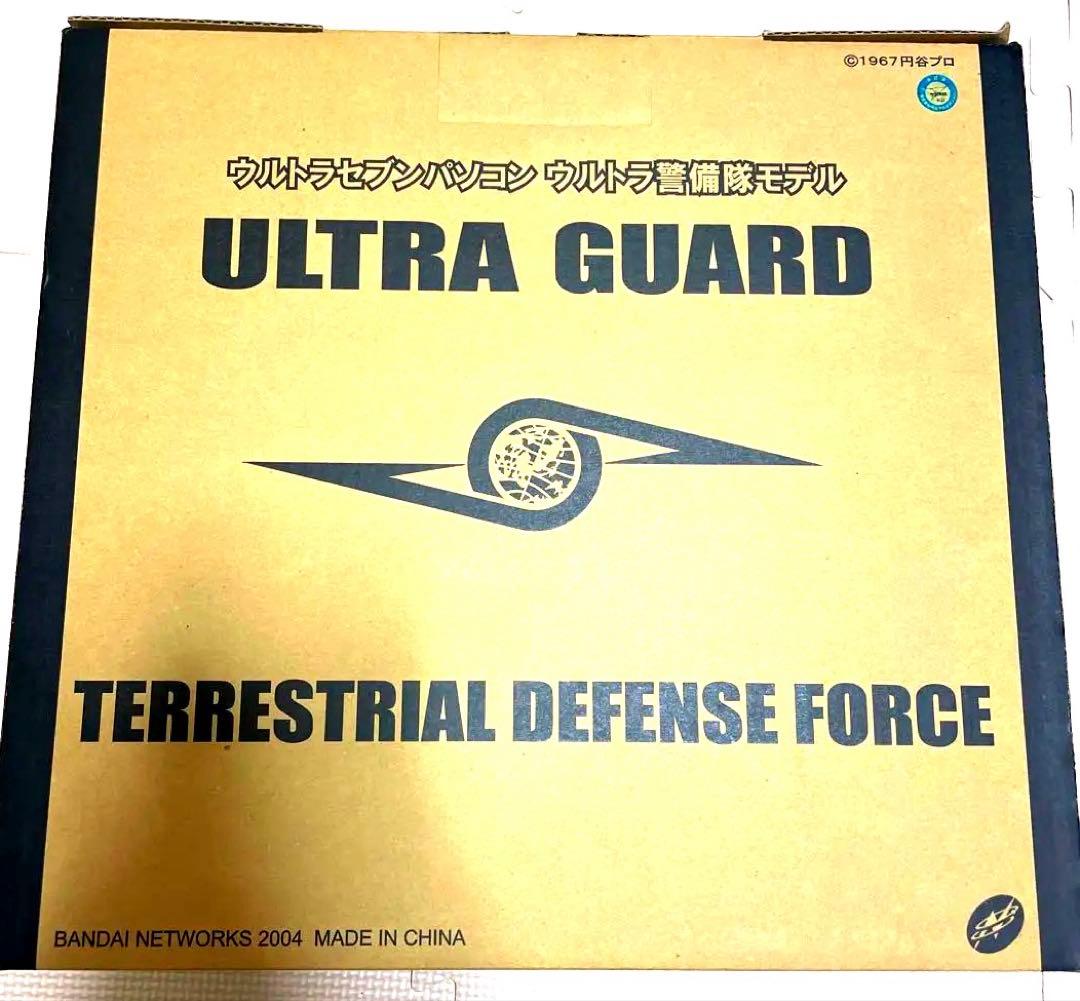 ©1967円谷プロ
ウルトラセブンパソコン ウルトラ警備隊モデル
ULTRA GUARD
TERRESTRIAL DEFENSE FORCE
BANDAI NETWORKS 2004 MADE IN CHINA